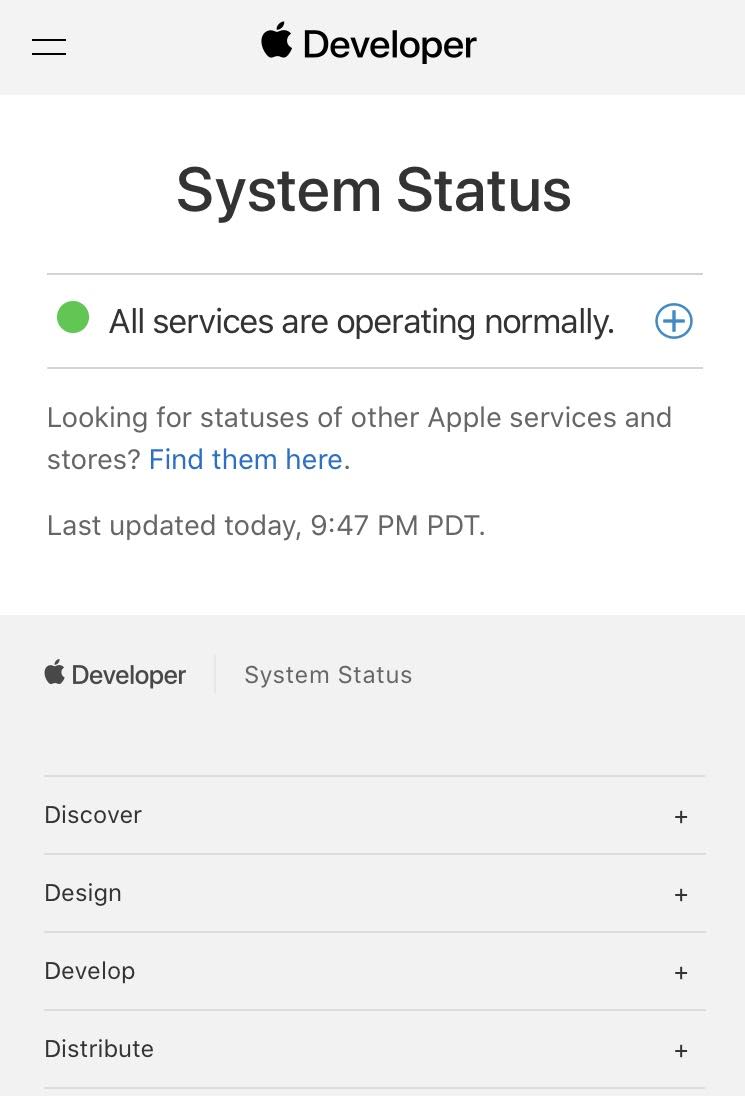 Developer
System Status
All services are operating normally.
Looking for statuses of other Apple services and
stores? Find them here.
Last updated today, 9:47 PM PDT.
Developer
System Status
Discover +
Design +
Develop +
Distribute +